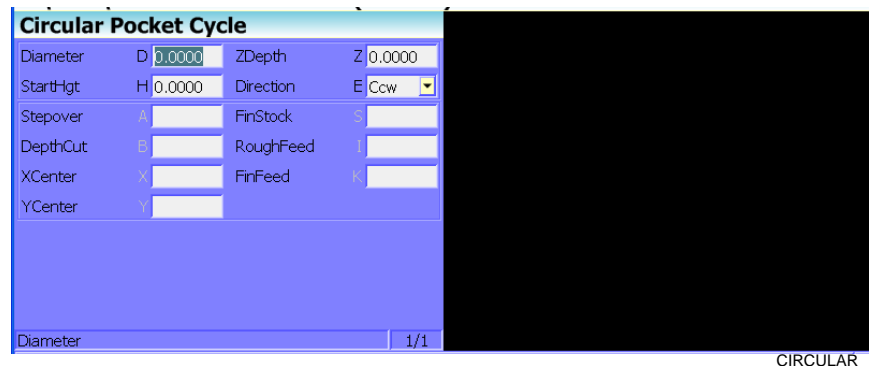 Circular Pocket Cycle
Diameter D 0.0000 ZDepth Z 0.0000
StartHgt H 0.0000 Direction E Ccw
Stepover A FinStock S
DepthCut B RoughFeed I
XCenter X FinFeed K
YCenter Y
Diameter 1/1
CIRCULAR